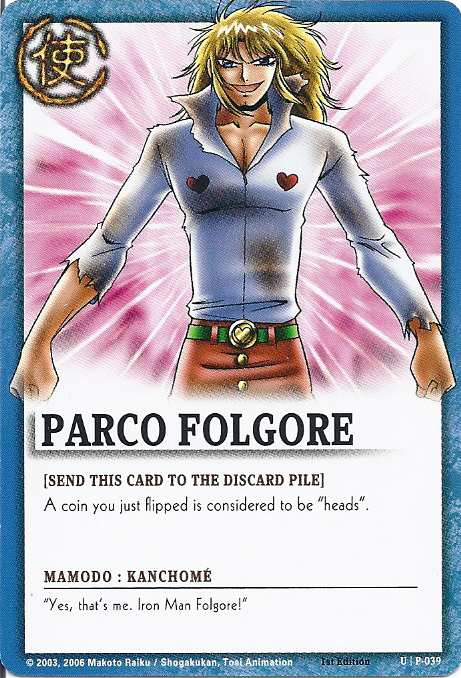 使
PARCO FOLGORE
[SEND THIS CARD TO THE DISCARD PILE]
A coin you just flipped is considered to be "heads".
MAMODO : KANCHOMÉ
"Yes, that's me. Iron Man Folgore!"
© 2003, 2006 Makoto Raiku / Shogakukan, Toei Animation 1st Edition U | P-039